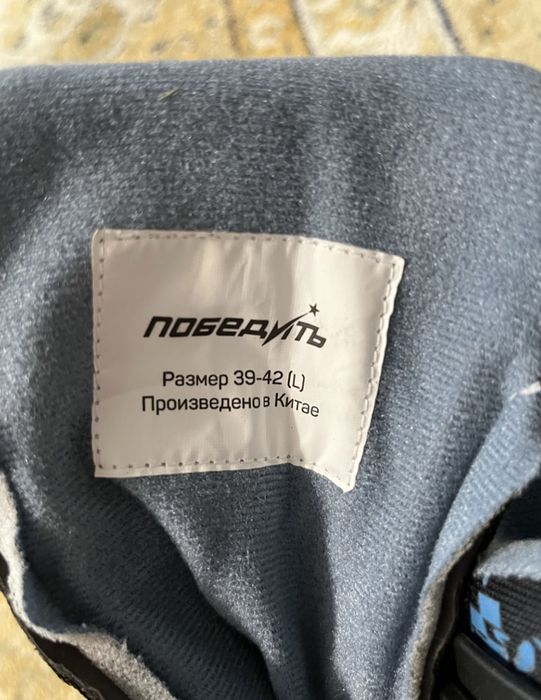 ПОБЕДИТЬ
Размер 39-42 (L)
Произведено в Китае